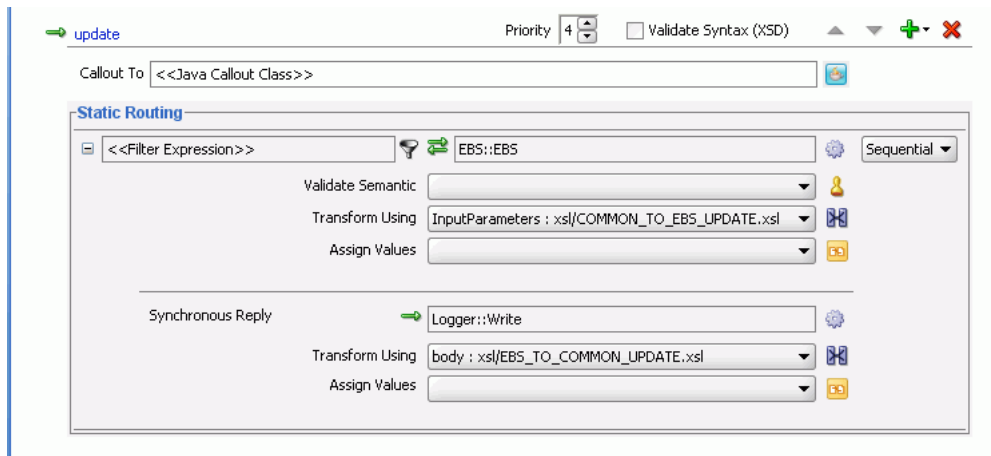 update Priority 4 Validate Syntax (XSD)
Callout To <<Java Callout Class>>
Static Routing
<<Filter Expression>> EBS::EBS Sequential
Validate Semantic
Transform Using InputParameters : xsl/COMMON_TO_EBS_UPDATE.xsl
Assign Values
Synchronous Reply Logger::Write
Transform Using body : xsl/EBS_TO_COMMON_UPDATE.xsl
Assign Values